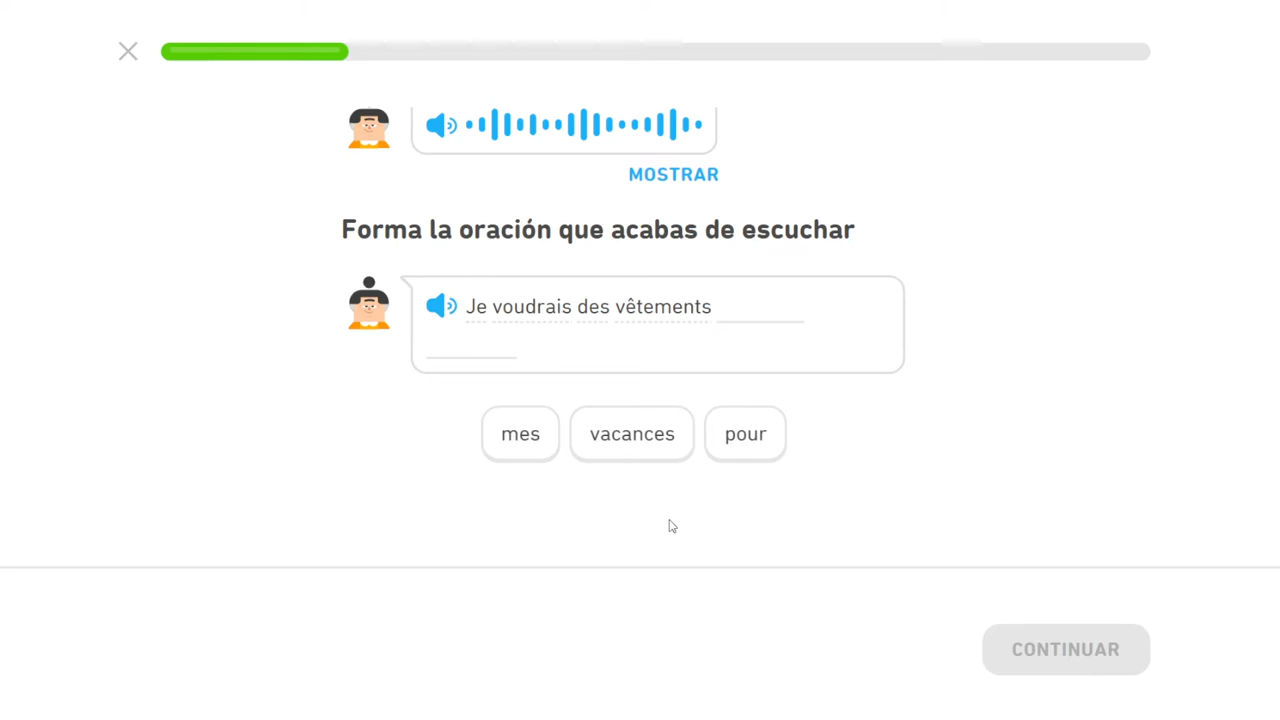 MOSTRAR
Forma la oración que acabas de escuchar
Je voudrais des vêtements
mes vacances pour
CONTINUAR